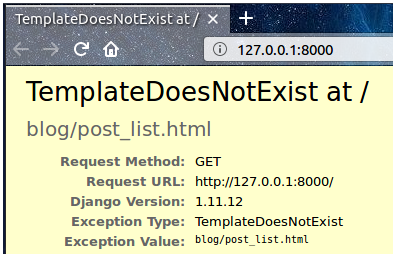 TemplateDoesNotExist at /
127.0.0.1:8000
TemplateDoesNotExist at /
blog/post_list.html
Request Method: GET
Request URL: http://127.0.0.1:8000/
Django Version: 1.11.12
Exception Type: TemplateDoesNotExist
Exception Value: blog/post_list.html